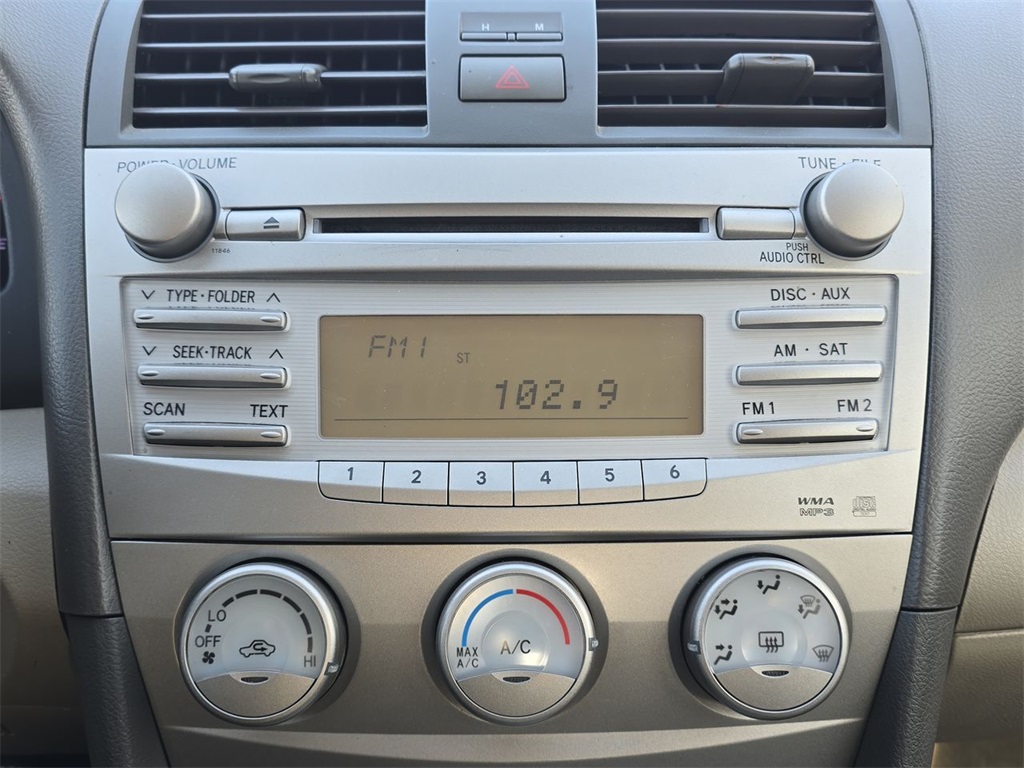 H M
POWER · VOLUME
TUNE · FILE
11846
PUSH
AUDIO CTRL
TYPE·FOLDER
DISC · AUX
FM1 ST
SEEK·TRACK
AM · SAT
102.9
SCAN TEXT
FM1 FM2
1 2 3 4 5 6
WMA
MP3
LO
OFF
HI
MAX
A/C
A/C